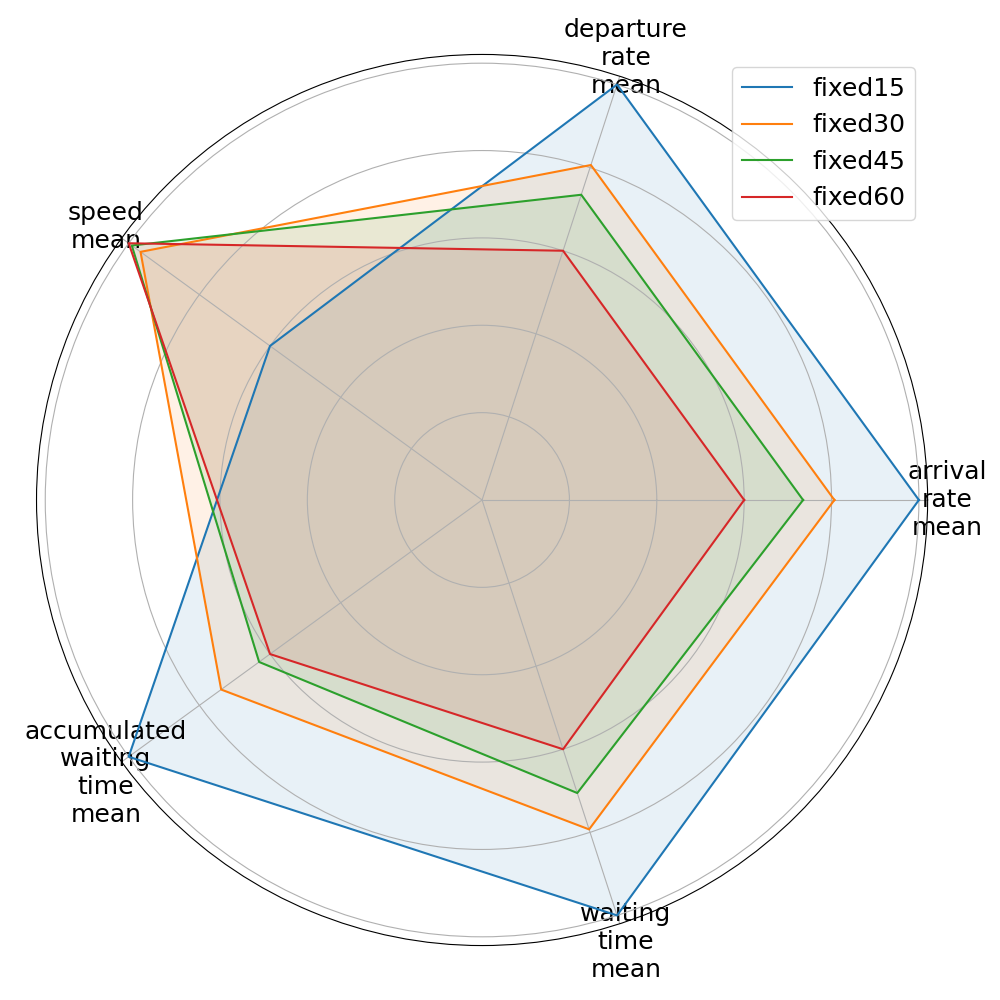 departure
rate
mean
fixed15
fixed30
fixed45
fixed60
speed
mean
arrival
rate
mean
accumulated
waiting
time
mean
waiting
time
mean